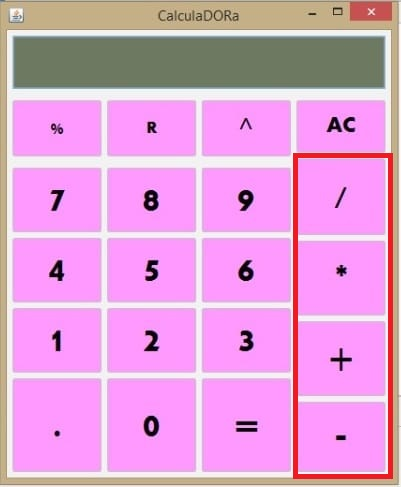 CalculaDORa
% R ^ AC
7 8 9 /
4 5 6 *
1 2 3 +
. 0 = -